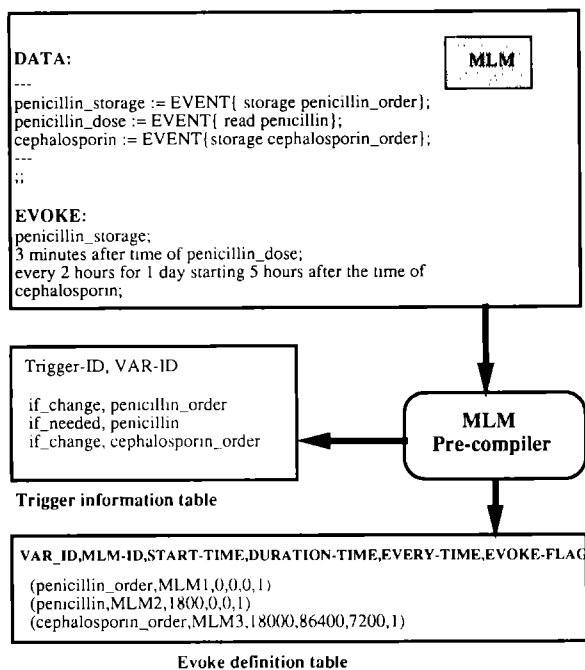 DATA:
MLM
---
penicillin_storage := EVENT{ storage penicillin_order};
penicillin_dose := EVENT{ read penicillin};
cephalosporin := EVENT{storage cephalosporin_order};
---
;;
EVOKE:
penicillin_storage;
3 minutes after time of penicillin_dose;
every 2 hours for 1 day starting 5 hours after the time of
cephalosporin;
Trigger-ID, VAR-ID
if_change, penicillin_order
if_needed, penicillin
if_change, cephalosporin_order
Trigger information table
MLM
Pre-compiler
VAR_ID,MLM-ID,START-TIME,DURATION-TIME,EVERY-TIME,EVOKE-FLAG
(penicillin_order,MLM1,0,0,0,1)
(penicillin,MLM2,1800,0,0,1)
(cephalosporin_order,MLM3,18000,86400,7200,1)
Evoke definition table